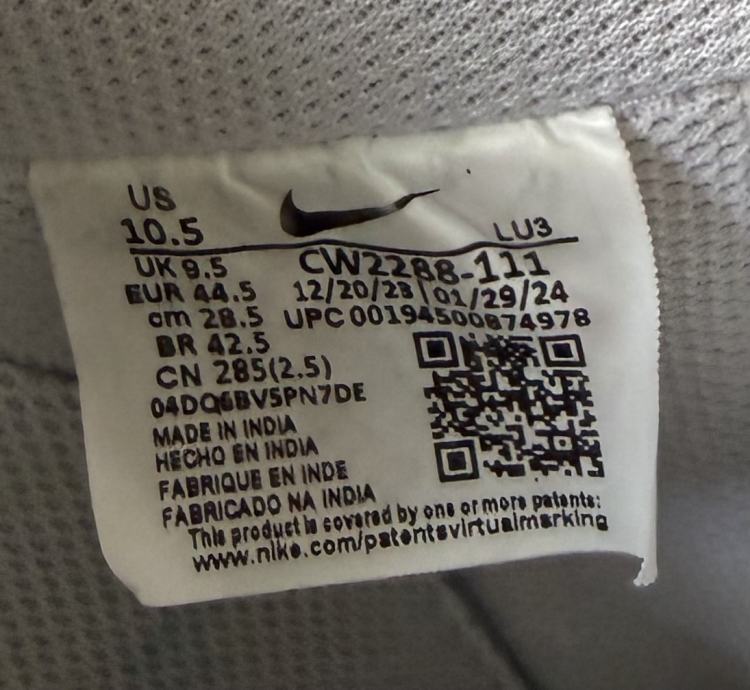 US
10.5
LU3
UK 9.5
CW2288-111
EUR 44.5
12/20/23 | 01/29/24
cm 28.5
UPC 00194500874978
BR 42.5
CN 285(2.5)
04DQ6BV5PN7DE
MADE IN INDIA
HECHO EN INDIA
FABRIQUE EN INDE
FABRICADO NA INDIA
This product is covered by one or more patents:
www.nike.com/patentsvirtualmarking